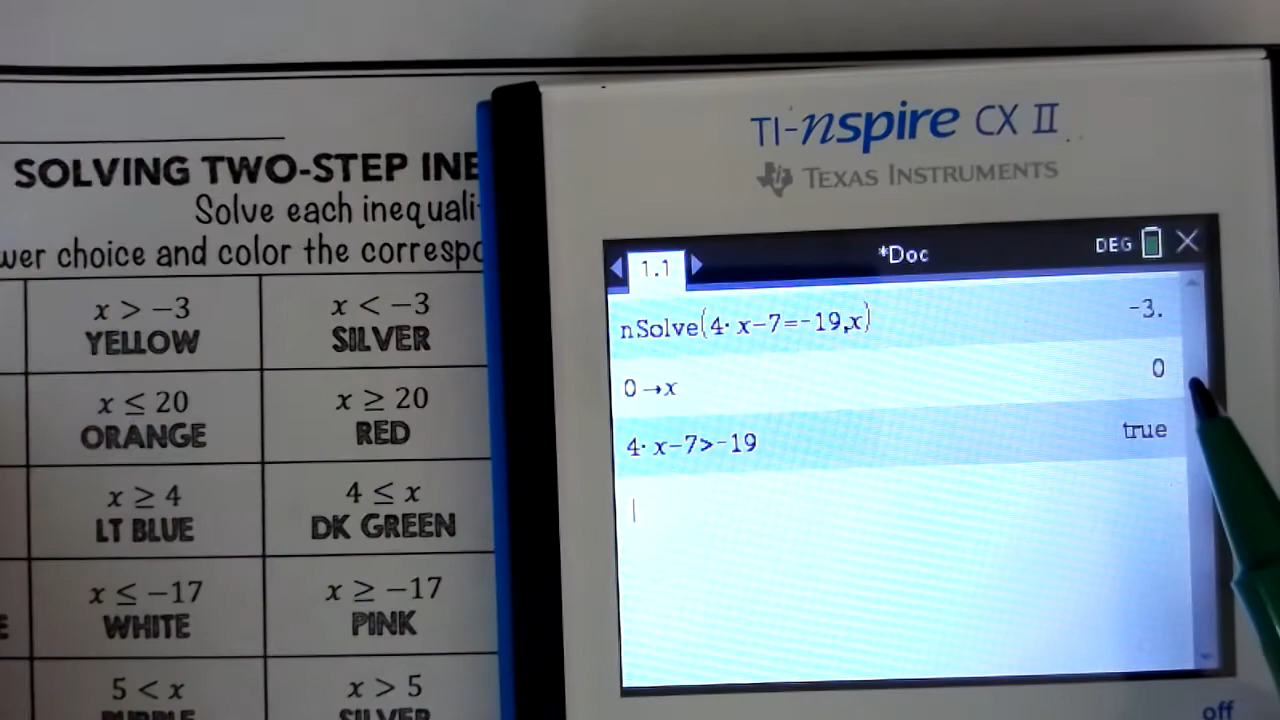 SOLVING TWO-STEP INE
Solve each inequali
wer choice and color the correspo
x > −3
YELLOW
x < −3
SILVER
x ≤ 20
ORANGE
x ≥ 20
RED
x ≥ 4
LT BLUE
4 ≤ x
DK GREEN
x ≤ −17
WHITE
x ≥ −17
PINK
5 < x
PURPLE
x > 5
SILVER
TI-nspire CX II
TEXAS INSTRUMENTS
1.1
*Doc
DEG
nSolve(4· x−7=−19,x)
−3.
0→x
0
4· x−7>−19
true
off